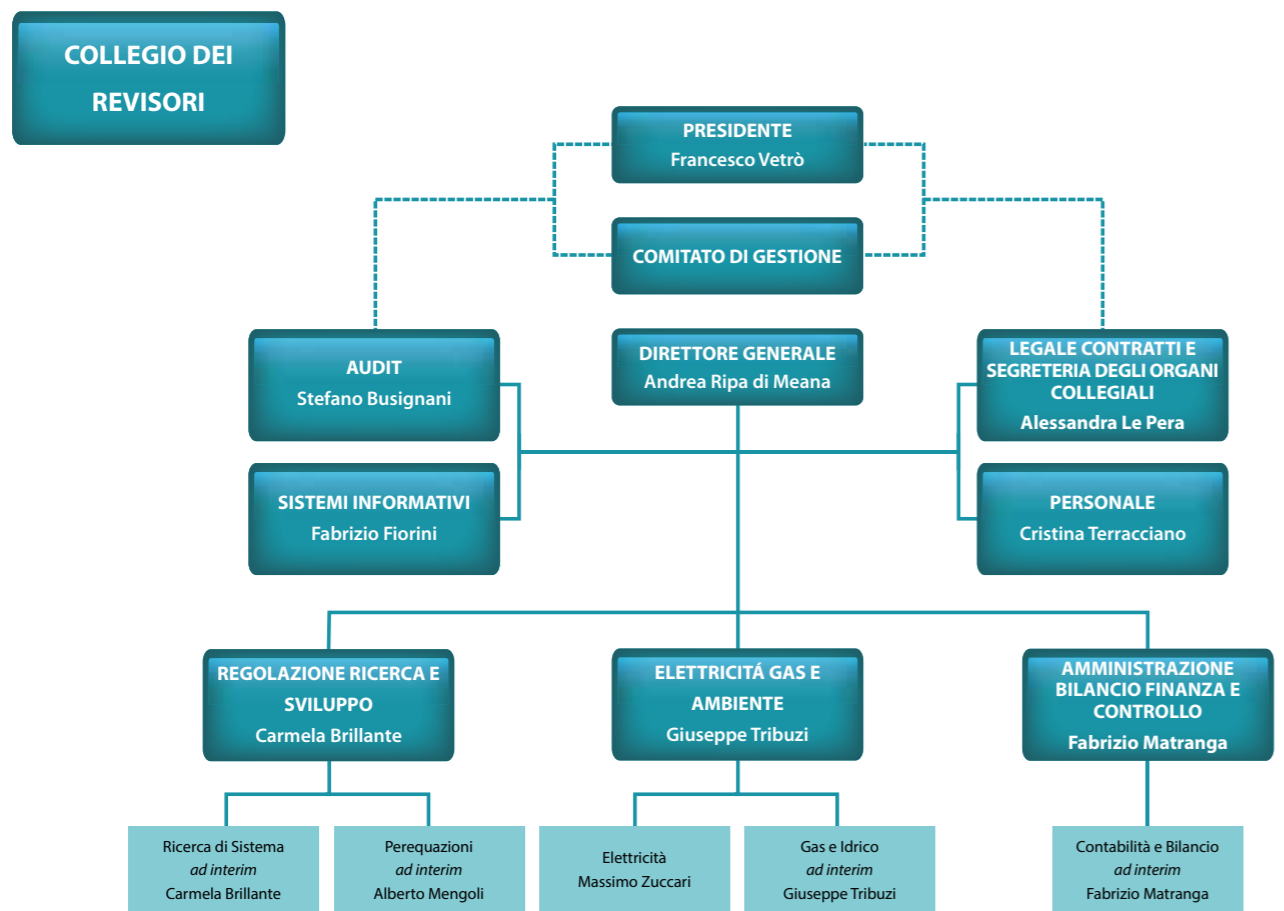 COLLEGIO DEI
REVISORI
PRESIDENTE
Francesco Vetrò
COMITATO DI GESTIONE
DIRETTORE GENERALE
Andrea Ripa di Meana
AUDIT
Stefano Busignani
LEGALE CONTRATTI E
SEGRETERIA DEGLI ORGANI
COLLEGIALI
Alessandra Le Pera
SISTEMI INFORMATIVI
Fabrizio Fiorini
PERSONALE
Cristina Terracciano
REGOLAZIONE RICERCA E
SVILUPPO
Carmela Brillante
ELETTRICITÁ GAS E
AMBIENTE
Giuseppe Tribuzi
AMMINISTRAZIONE
BILANCIO FINANZA E
CONTROLLO
Fabrizio Matranga
Ricerca di Sistema
ad interim
Carmela Brillante
Perequazioni
ad interim
Alberto Mengoli
Elettricità
Massimo Zuccari
Gas e Idrico
ad interim
Giuseppe Tribuzi
Contabilità e Bilancio
ad interim
Fabrizio Matranga